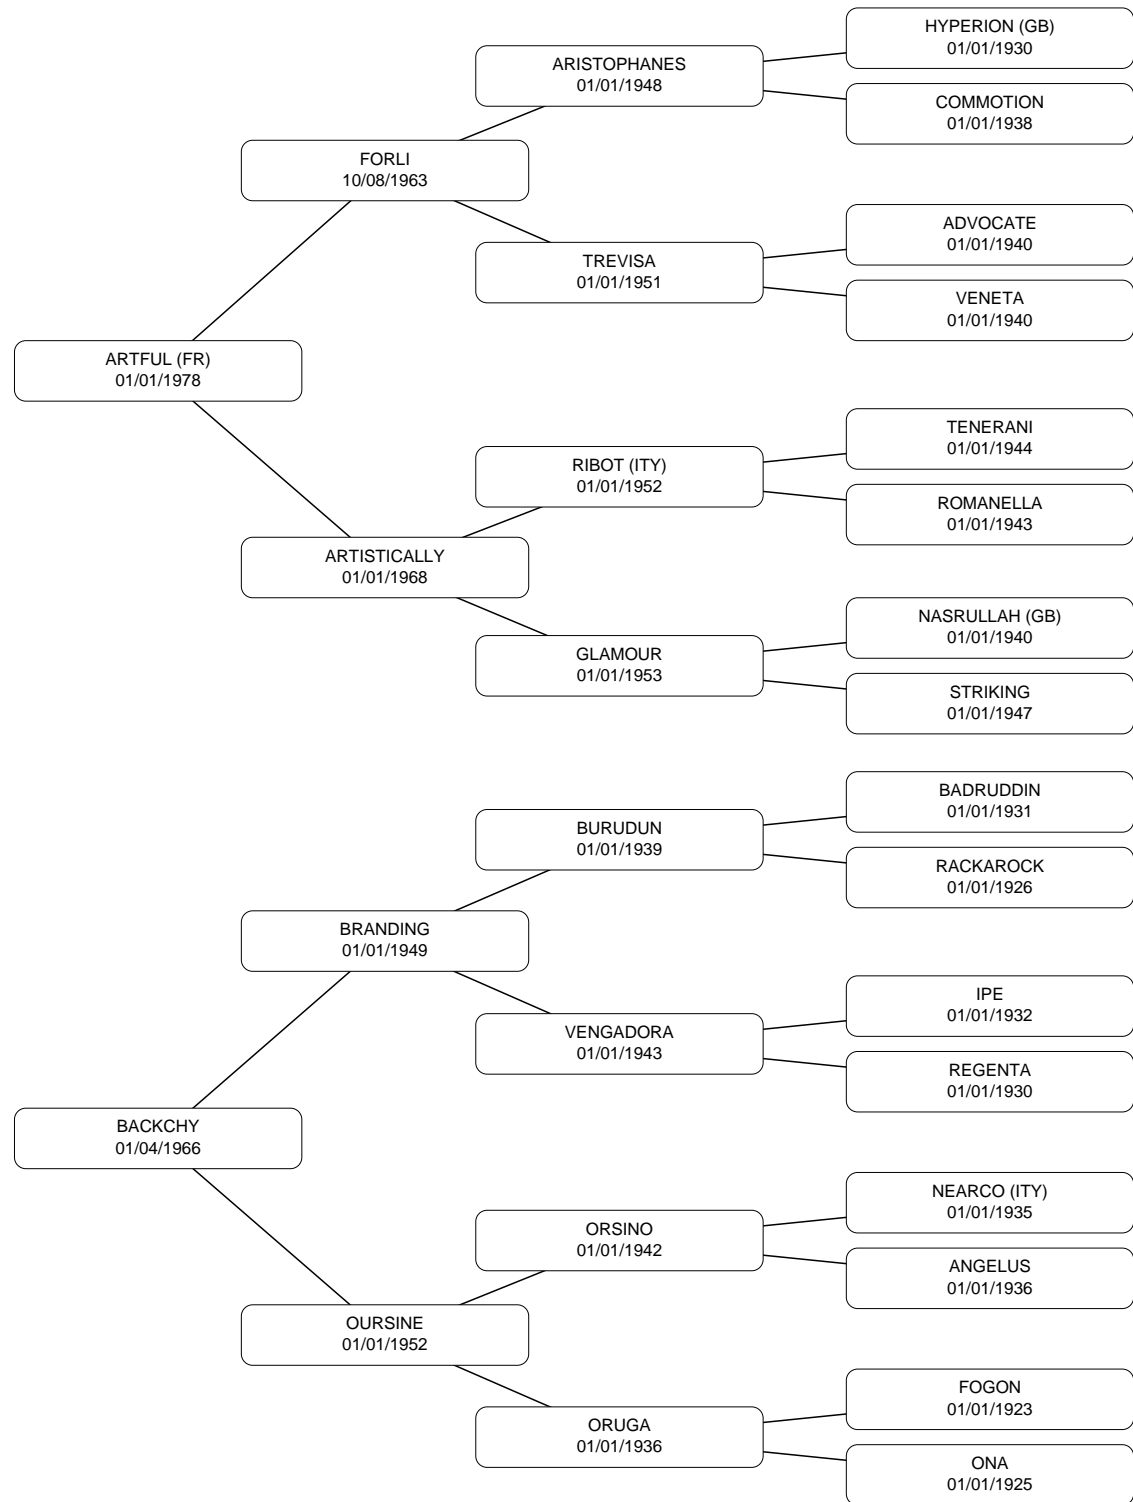 HYPERION (GB)
01/01/1930
ARISTOPHANES
01/01/1948
COMMOTION
01/01/1938
FORLI
10/08/1963
ADVOCATE
01/01/1940
TREVISA
01/01/1951
VENETA
01/01/1940
ARTFUL (FR)
01/01/1978
TENERANI
01/01/1944
RIBOT (ITY)
01/01/1952
ROMANELLA
01/01/1943
ARTISTICALLY
01/01/1968
NASRULLAH (GB)
01/01/1940
GLAMOUR
01/01/1953
STRIKING
01/01/1947
BADRUDDIN
01/01/1931
BURUDUN
01/01/1939
RACKAROCK
01/01/1926
BRANDING
01/01/1949
IPE
01/01/1932
VENGADORA
01/01/1943
REGENTA
01/01/1930
BACKCHY
01/04/1966
NEARCO (ITY)
01/01/1935
ORSINO
01/01/1942
ANGELUS
01/01/1936
OURSINE
01/01/1952
FOGON
01/01/1923
ORUGA
01/01/1936
ONA
01/01/1925